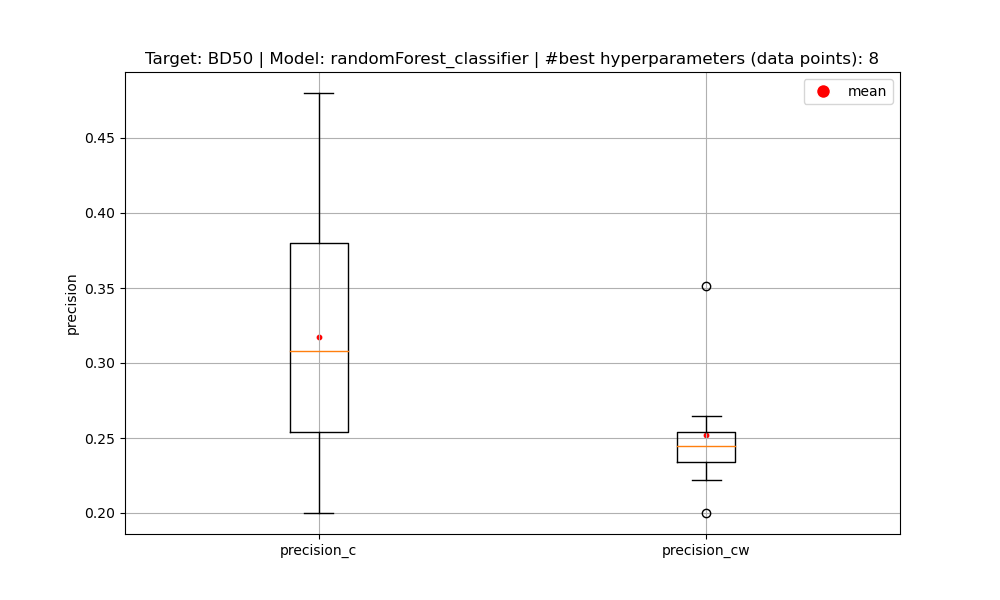 Target: BD50 | Model: randomForest_classifier | #best hyperparameters (data points): 8
mean
0.45
0.40
0.35
0.30
0.25
0.20
precision
precision_c
precision_cw